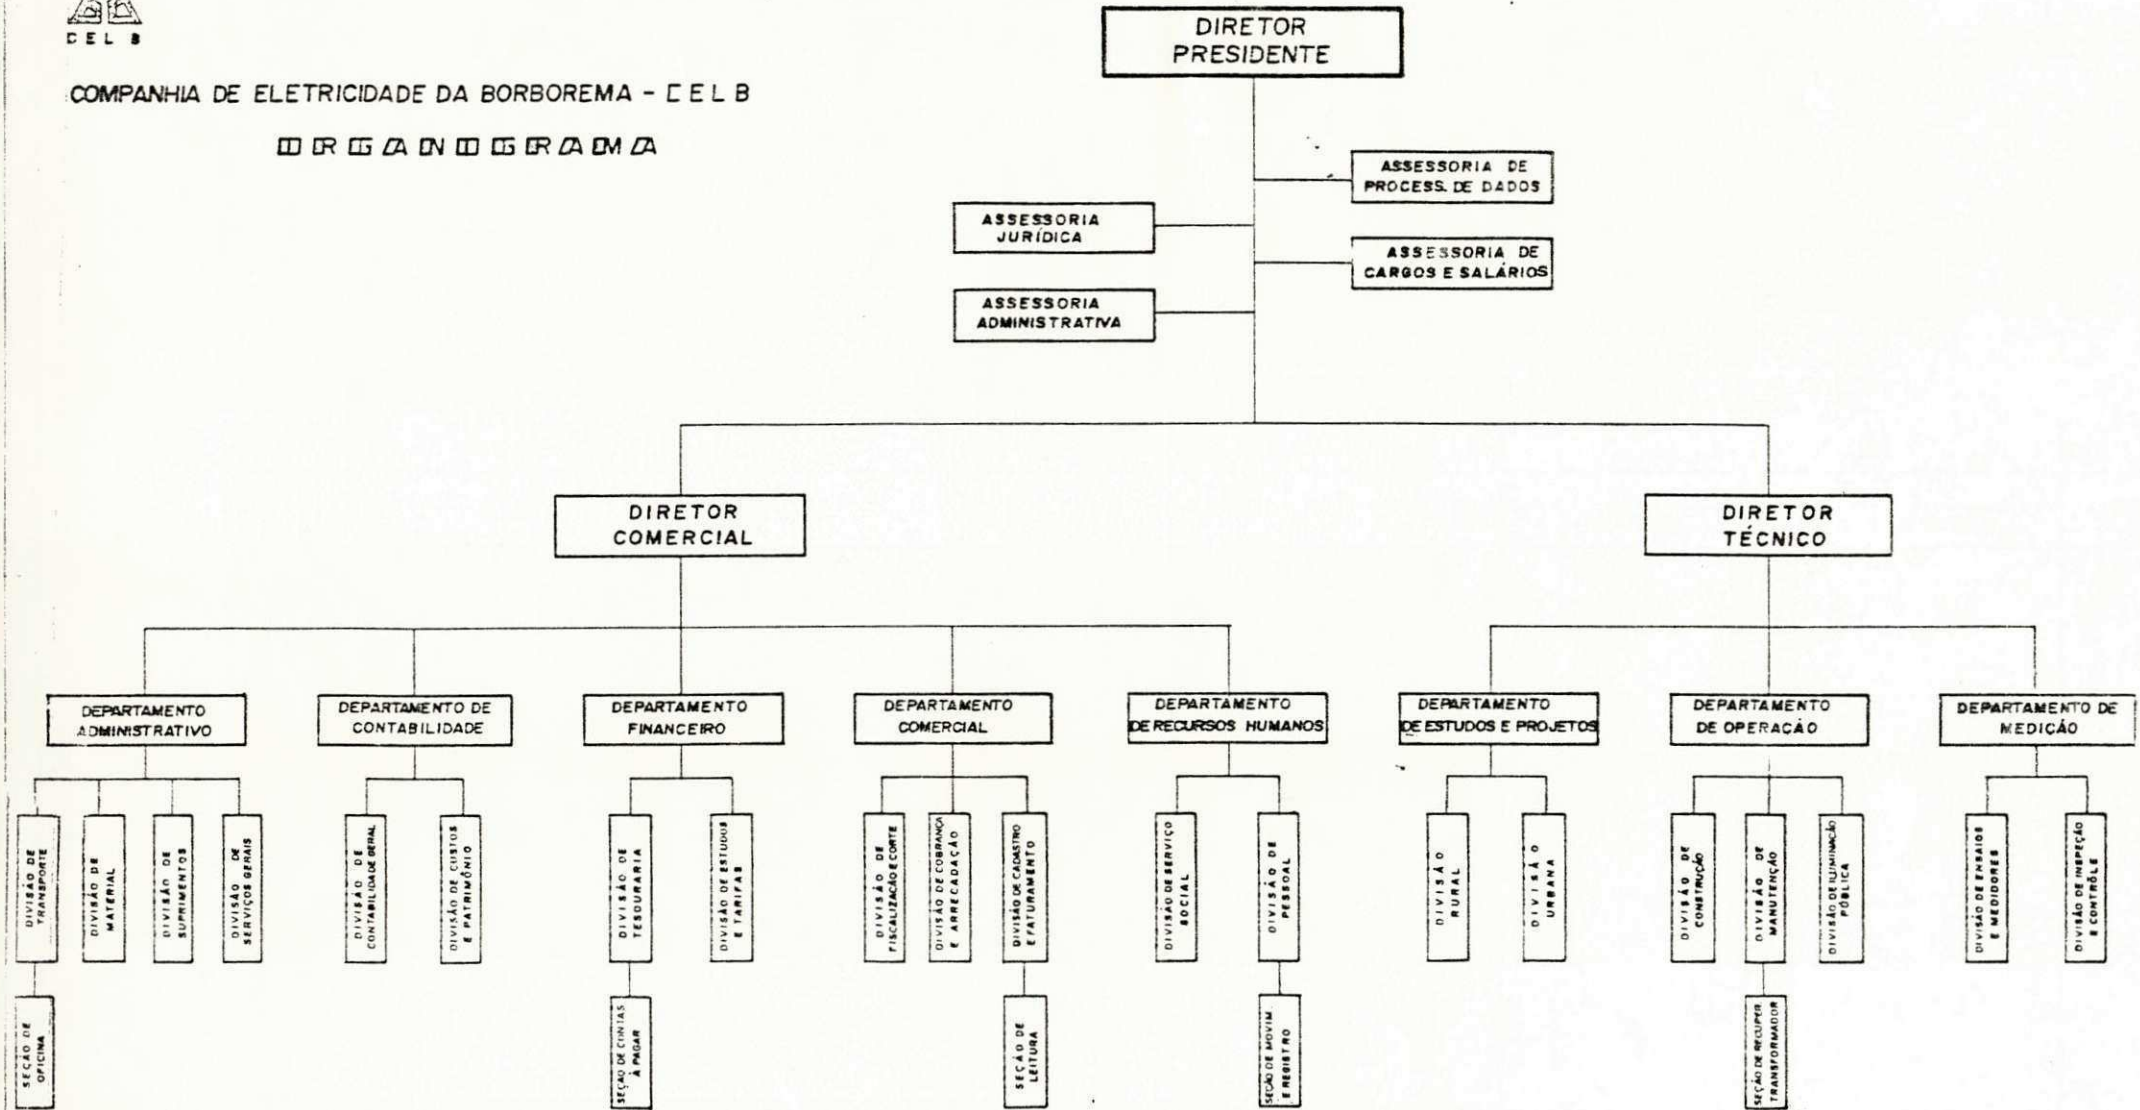 CELB
COMPANHIA DE ELETRICIDADE DA BORBOREMA - CELB
ORGANOGRAMA
DIRETOR
PRESIDENTE
ASSESSORIA DE
PROCESS. DE DADOS
ASSESSORIA
JURÍDICA
ASSESSORIA DE
CARGOS E SALÁRIOS
ASSESSORIA
ADMINISTRATIVA
DIRETOR
COMERCIAL
DIRETOR
TÉCNICO
DEPARTAMENTO
ADMINISTRATIVO
DEPARTAMENTO DE
CONTABILIDADE
DEPARTAMENTO
FINANCEIRO
DEPARTAMENTO
COMERCIAL
DEPARTAMENTO
DE RECURSOS HUMANOS
DEPARTAMENTO
DE ESTUDOS E PROJETOS
DEPARTAMENTO
DE OPERAÇÃO
DEPARTAMENTO DE
MEDIÇÃO
DIVISÃO DE
TRANSPORTE
DIVISÃO DE
MATERIAL
DIVISÃO DE
SUPRIMENTOS
DIVISÃO DE
SERVIÇOS GERAIS
DIVISÃO DE
CONTABILIDADE GERAL
DIVISÃO DE CUSTOS
E PATRIMÔNIO
DIVISÃO DE
TESOURARIA
DIVISÃO DE ESTUDOS
E TARIFAS
DIVISÃO DE
FISCALIZAÇÃO E CORTE
DIVISÃO DE COBRANÇA
E ARRECADAÇÃO
DIVISÃO DE CADASTRO
E FATURAMENTO
DIVISÃO DE SERVIÇO
SOCIAL
DIVISÃO DE
PESSOAL
DIVISÃO
RURAL
DIVISÃO
URBANA
DIVISÃO DE
CONSTRUÇÃO
DIVISÃO DE
MANUTENÇÃO
DIVISÃO DE ILUMINAÇÃO
PÚBLICA
DIVISÃO DE ENSAIOS
E MEDIDORES
DIVISÃO DE INSPEÇÃO
E CONTRÔLE
SEÇÃO DE
OFICINA
SEÇÃO DE CONTAS
À PAGAR
SEÇÃO DE
LEITURA
SEÇÃO DE MOVIM.
E REGISTRO
SEÇÃO DE RECUPER.
TRANSFORMADOR